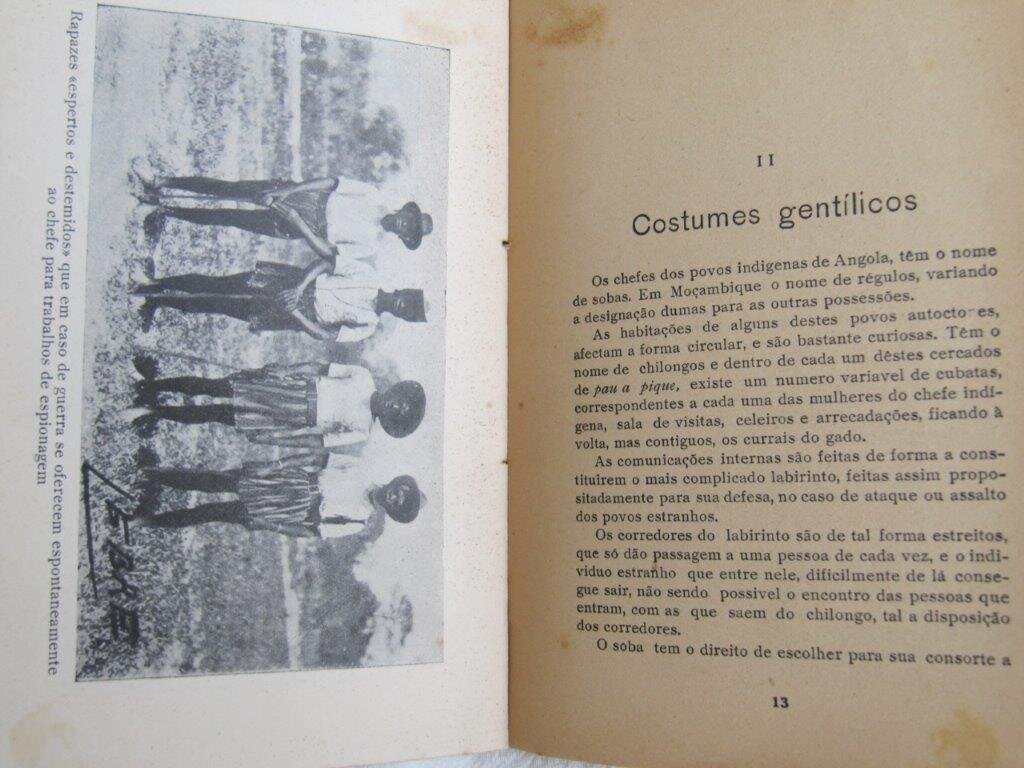 Rapazes «espertos e destemidos» que em caso de guerra se oferecem espontaneamente
ao chefe para trabalhos de espionagem
II
Costumes gentílicos
Os chefes dos povos indigenas de Angola, têm o nome
de sobas. Em Moçambique o nome de régulos, variando
a designação dumas para as outras possessões.
As habitações de alguns destes povos autocto es,
afectam a forma circular, e são bastante curiosas. Têm o
nome de chilongos e dentro de cada um dêstes cercados
de pau a pique, existe um numero variavel de cubatas,
correspondentes a cada uma das mulheres do chefe indí-
gena, sala de visitas, celeiros e arrecadações, ficando à
volta, mas contiguos, os currais do gado.
As comunicações internas são feitas de forma a cons-
tituírem o mais complicado labirinto, feitas assim propo-
sitadamente para sua defesa, no caso de ataque ou assalto
dos povos estranhos.
Os corredores do labirinto são de tal forma estreitos,
que só dão passagem a uma pessoa de cada vez, e o indi-
viduo estranho que entre nele, dificilmente de lá conse-
gue sair, não sendo possivel o encontro das pessoas que
entram, com as que saem do chilongo, tal a disposição
dos corredores.
O soba tem o direito de escolher para sua consorte a
13